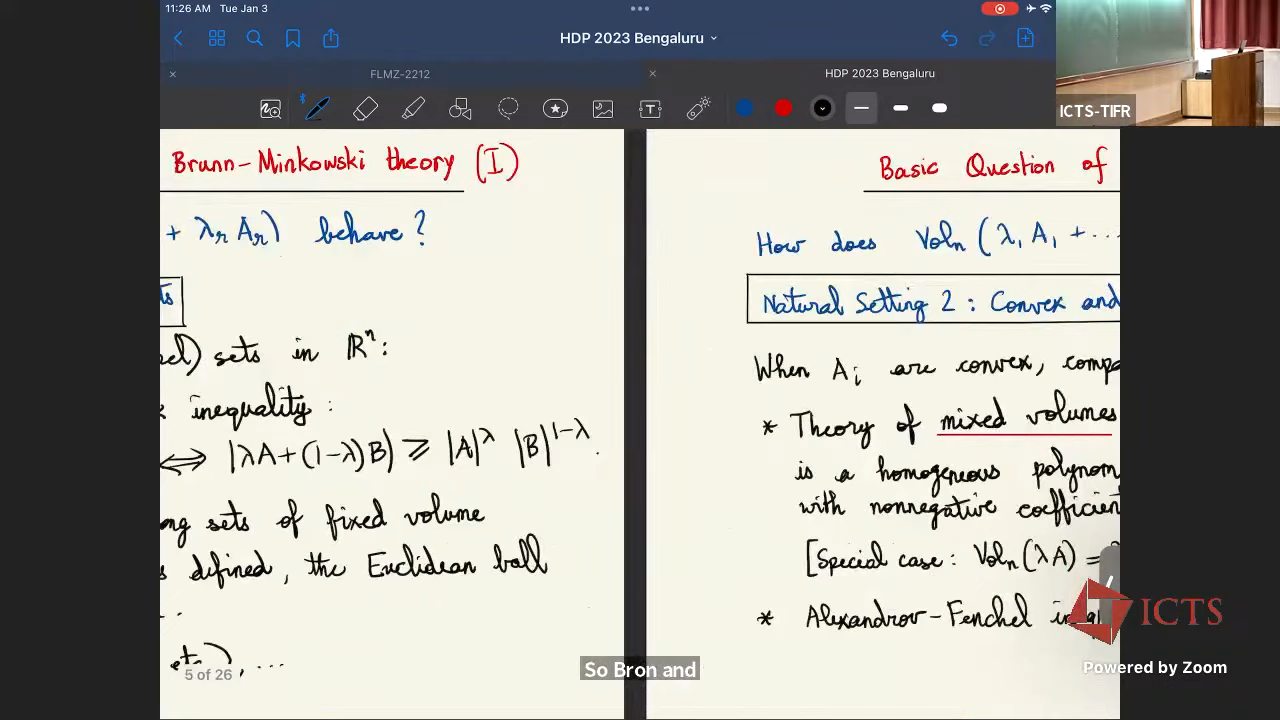 11:26 AM Tue Jan 3
HDP 2023 Bengaluru
FLMZ-2212
HDP 2023 Bengaluru
ICTS-TIFR
Brunn-Minkowski theory (I)
+ λr Ar) behave?
ts
sets in ℝⁿ:
inequality :
⟺ |λA+(1-λ)B| ⩾ |A|^λ |B|^{1-λ}.
sets of fixed volume
defined, the Euclidean ball
5 of 26
Basic Question of
How does Voln (λ₁ A₁ + ...
Natural Setting 2 : Convex and
When Ai are convex, compa
* Theory of mixed volumes
is a homogeneous polynom
with nonnegative coefficien
[Special case : Voln (λA) =
* Alexandrov-Fenchel
So Bron and
ICTS
Powered by Zoom